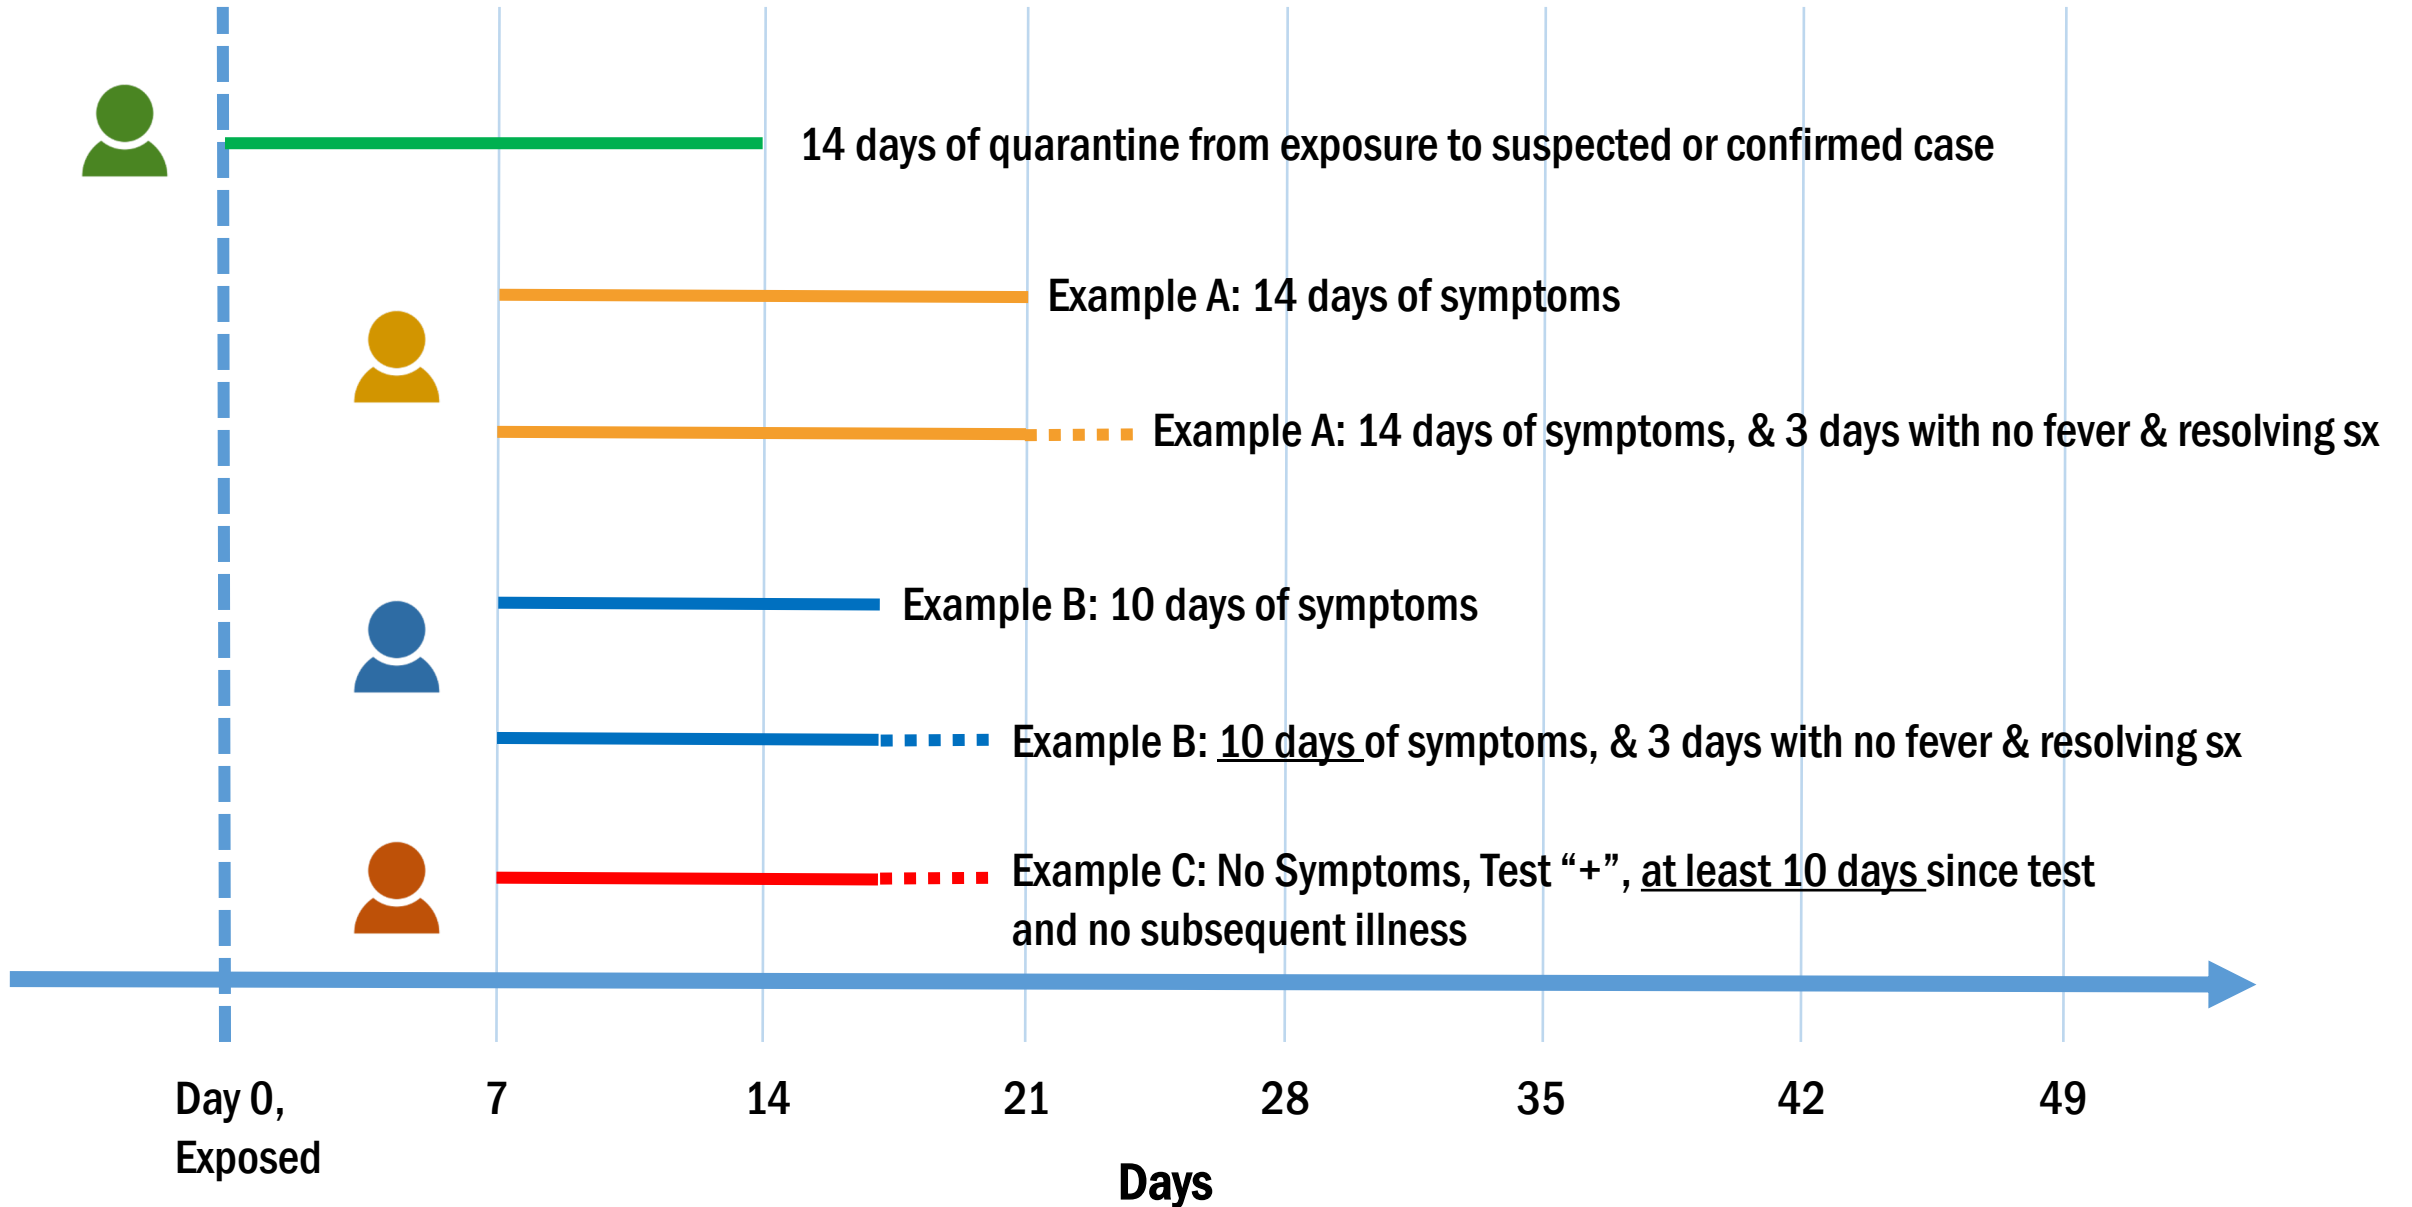 14 days of quarantine from exposure to suspected or confirmed case
Example A: 14 days of symptoms
Example A: 14 days of symptoms, & 3 days with no fever & resolving sx
Example B: 10 days of symptoms
Example B: 10 days of symptoms, & 3 days with no fever & resolving sx
Example C: No Symptoms, Test “+”, at least 10 days since test
and no subsequent illness
Day 0,
Exposed
7
14
21
28
35
42
49
Days